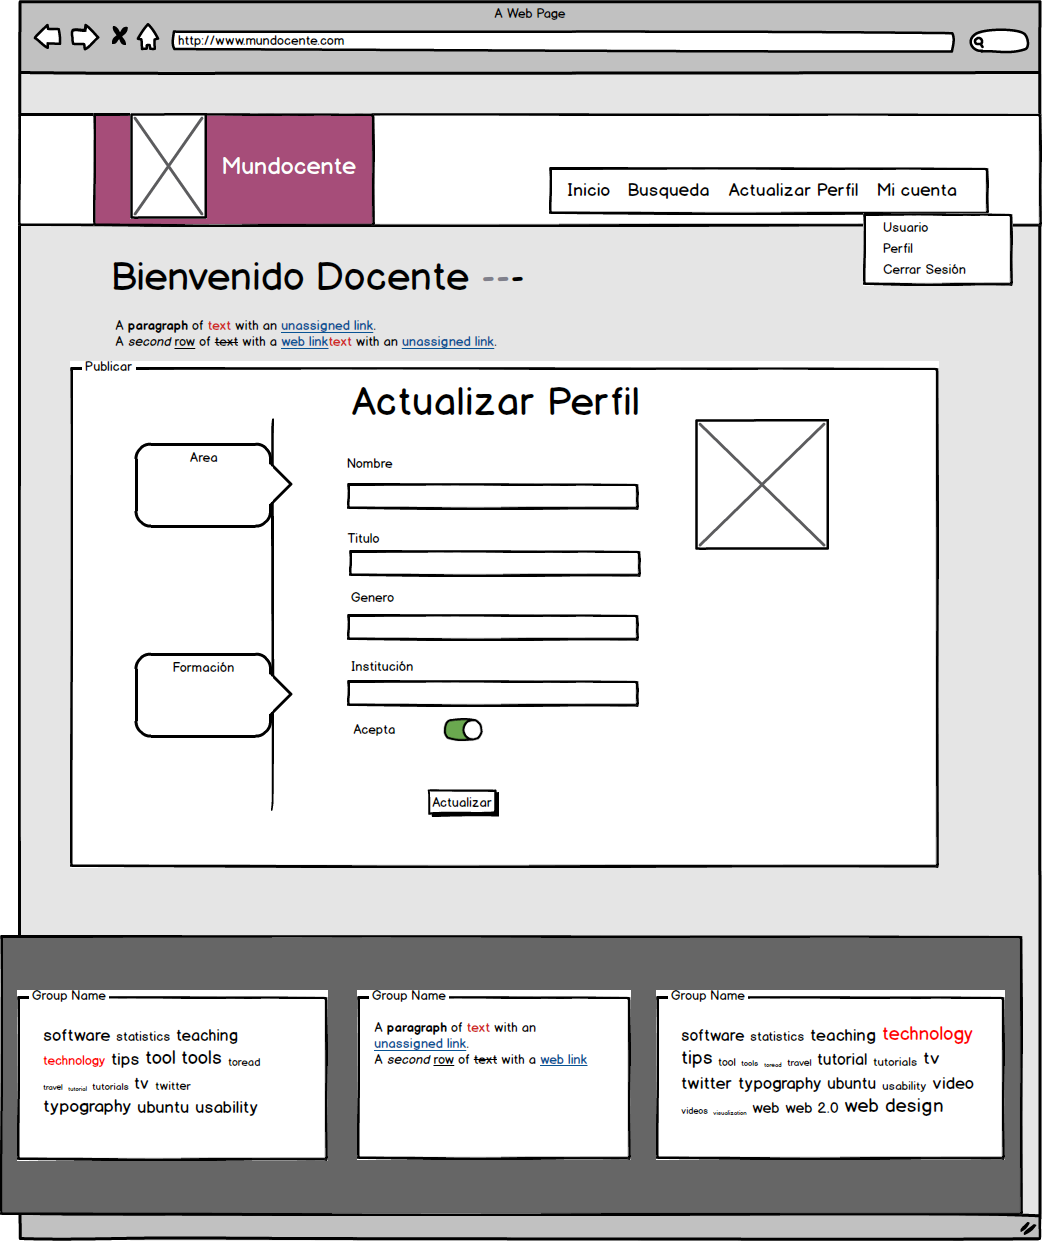 A Web Page
http://www.mundocente.com
Mundocente
Inicio Busqueda Actualizar Perfil Mi cuenta
Usuario
Perfil
Cerrar Sesión
Bienvenido Docente ---
A paragraph of text with an unassigned link.
A second row of text with a web linktext with an unassigned link.
Publicar
Actualizar Perfil
Area
Nombre
Titulo
Genero
Formación
Institución
Acepta
Actualizar
Group Name
software statistics teaching
technology tips tool tools toread
travel tutorial tutorials tv twitter
typography ubuntu usability
Group Name
A paragraph of text with an
unassigned link.
A second row of text with a web link
Group Name
software statistics teaching technology
tips tool tools toread travel tutorial tutorials tv
twitter typography ubuntu usability video
videos visualization web web 2.0 web design